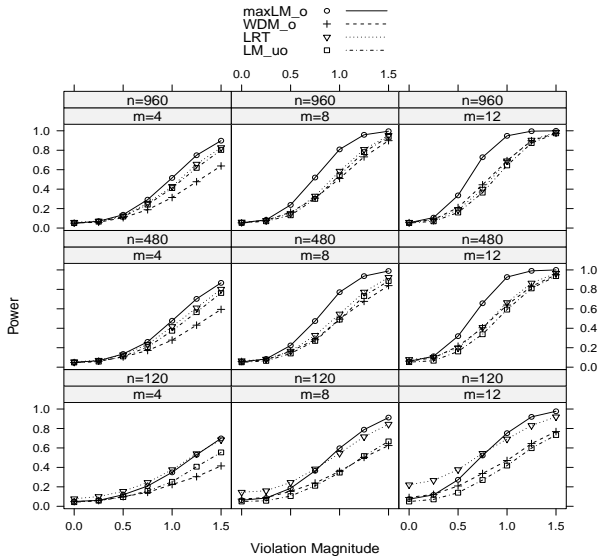 maxLM_o
WDM_o
LRT
LM_uo
0.0 0.5 1.0 1.5
n=960 n=960 n=960
m=4 m=8 m=12
1.0
0.8
0.6
0.4
0.2
0.0
n=480 n=480 n=480
m=4 m=8 m=12
1.0
0.8
0.6
0.4
0.2
0.0
n=120 n=120 n=120
m=4 m=8 m=12
1.0
0.8
0.6
0.4
0.2
0.0
0.0 0.5 1.0 1.5 0.0 0.5 1.0 1.5
Power
Violation Magnitude